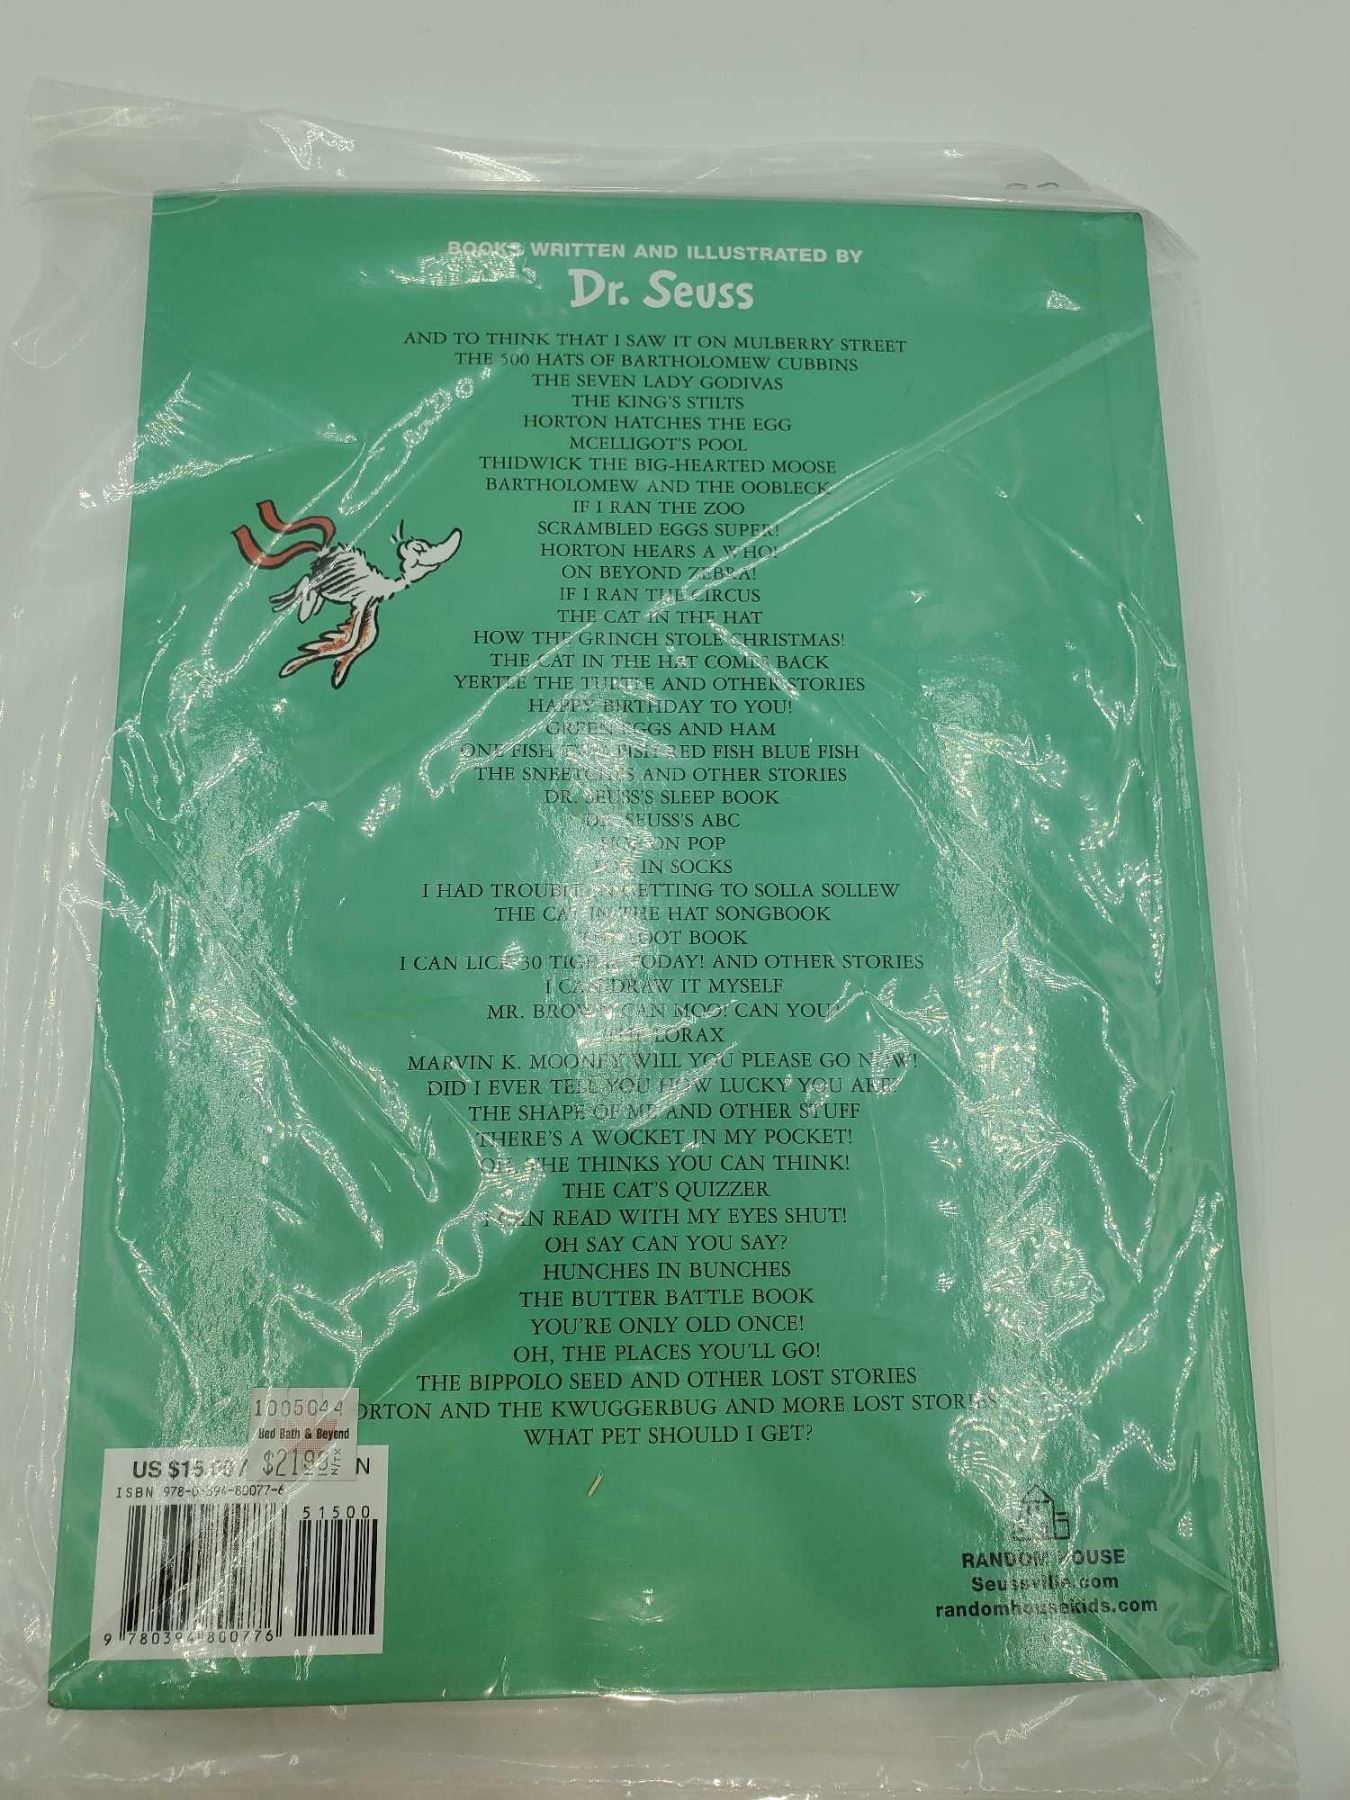 BOOKS WRITTEN AND ILLUSTRATED BY
Dr. Seuss
AND TO THINK THAT I SAW IT ON MULBERRY STREET
THE 500 HATS OF BARTHOLOMEW CUBBINS
THE SEVEN LADY GODIVAS
THE KING'S STILTS
HORTON HATCHES THE EGG
MCELLIGOT'S POOL
THIDWICK THE BIG-HEARTED MOOSE
BARTHOLOMEW AND THE OOBLECK
IF I RAN THE ZOO
SCRAMBLED EGGS SUPER!
HORTON HEARS A WHO!
ON BEYOND ZEBRA!
IF I RAN THE CIRCUS
THE CAT IN THE HAT
HOW THE GRINCH STOLE CHRISTMAS!
THE CAT IN THE HAT COMES BACK
YERTLE THE TURTLE AND OTHER STORIES
HAPPY BIRTHDAY TO YOU!
GREEN EGGS AND HAM
ONE FISH TWO FISH RED FISH BLUE FISH
THE SNEETCHES AND OTHER STORIES
DR. SEUSS'S SLEEP BOOK
DR. SEUSS'S ABC
HOP ON POP
FOX IN SOCKS
I HAD TROUBLE IN GETTING TO SOLLA SOLLEW
THE CAT IN THE HAT SONGBOOK
THE FOOT BOOK
I CAN LICK 30 TIGERS TODAY! AND OTHER STORIES
I CAN DRAW IT MYSELF
MR. BROWN CAN MOO! CAN YOU?
THE LORAX
MARVIN K. MOONEY WILL YOU PLEASE GO NOW!
DID I EVER TELL YOU HOW LUCKY YOU ARE?
THE SHAPE OF ME AND OTHER STUFF
THERE'S A WOCKET IN MY POCKET!
OH, THE THINKS YOU CAN THINK!
THE CAT'S QUIZZER
I CAN READ WITH MY EYES SHUT!
OH SAY CAN YOU SAY?
HUNCHES IN BUNCHES
THE BUTTER BATTLE BOOK
YOU'RE ONLY OLD ONCE!
OH, THE PLACES YOU'LL GO!
THE BIPPOLO SEED AND OTHER LOST STORIES
ORTON AND THE KWUGGERBUG AND MORE LOST STORIES
WHAT PET SHOULD I GET?
1005044
Bed Bath & Beyond
$2199 N/TX
US $15.00 / N
ISBN 978-0-394-80077-6
51500
9 780394 800776
RANDOM HOUSE
Seussville.com
randomhousekids.com